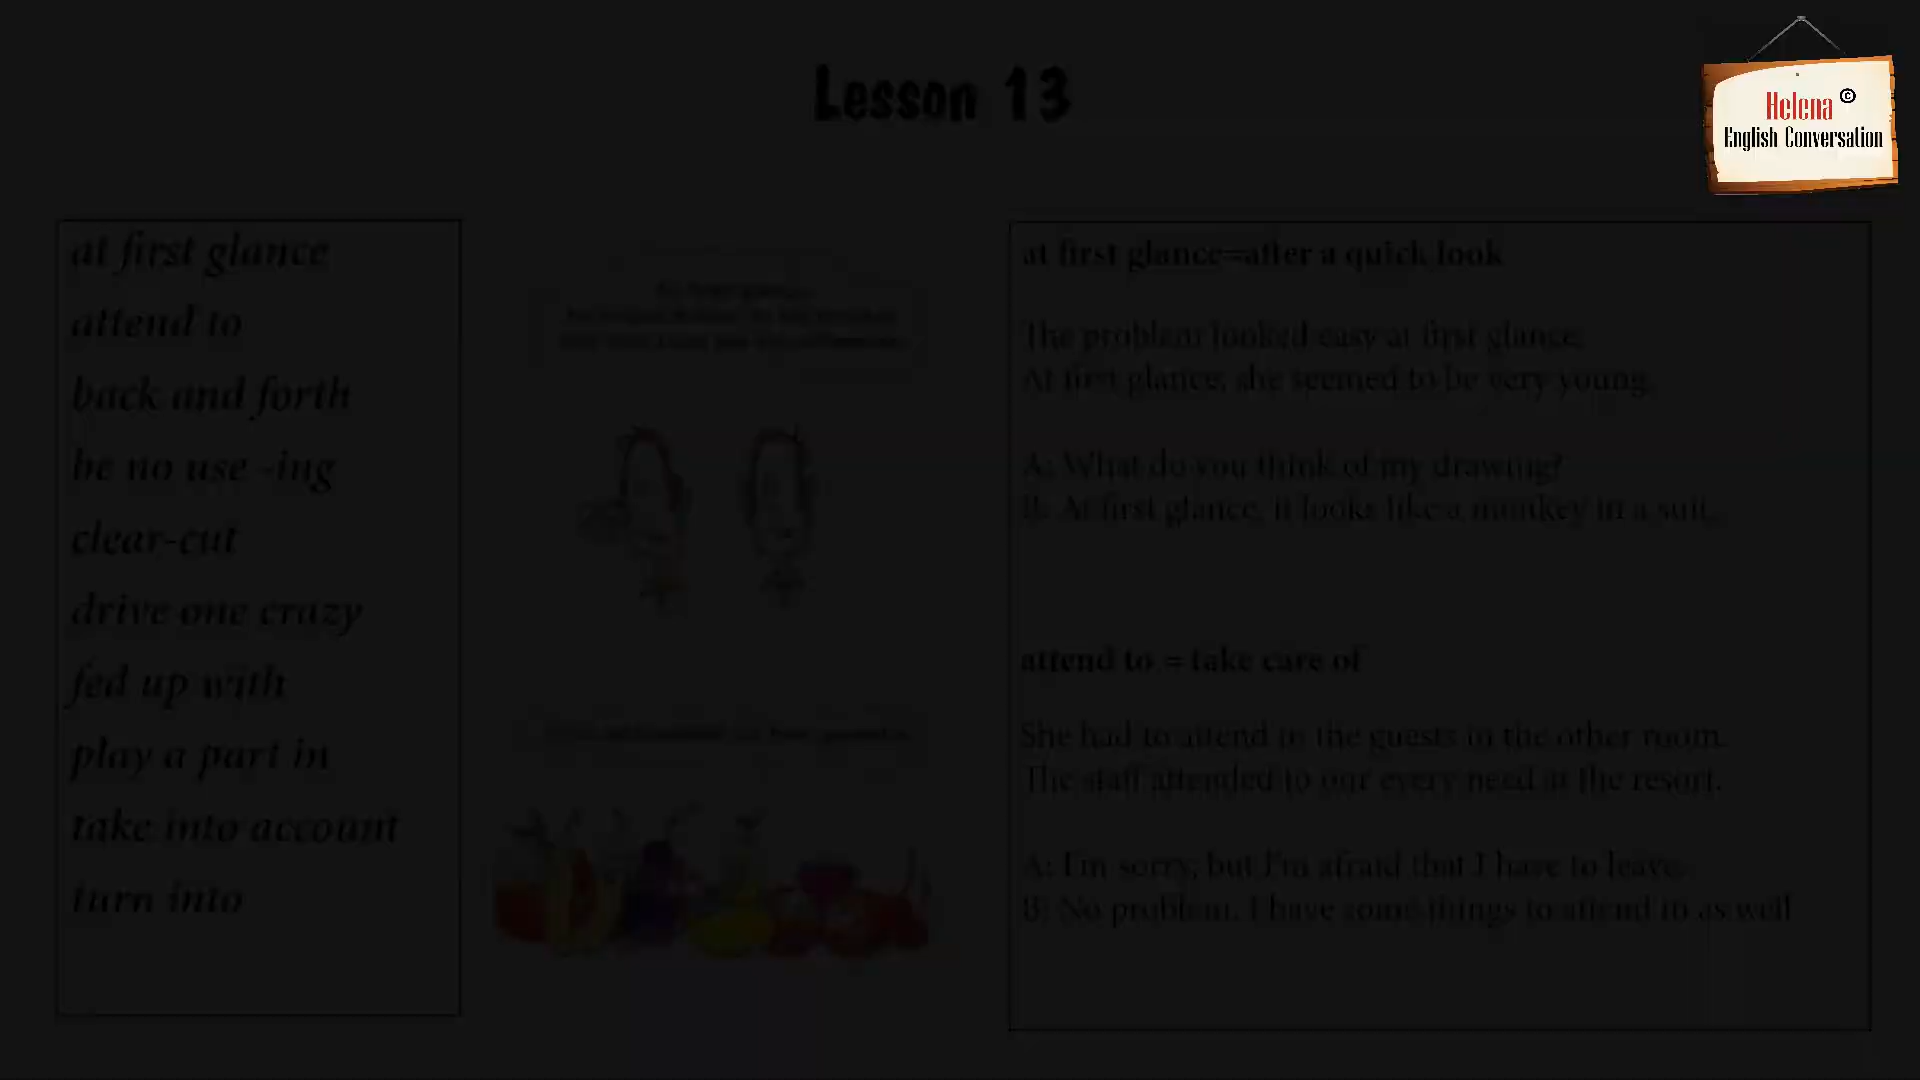 Lesson 13
Helena ©
English Conversation
at first glance
attend to
back and forth
be no use -ing
clear-cut
drive one crazy
fed up with
play a part in
take into account
turn into
at first glance=after a quick look
The problem looked easy at first glance.
At first glance, she seemed to be very young.
A: What do you think of my drawing?
B: At first glance, it looks like a monkey in a suit.
attend to = take care of
She had to attend to the guests in the other room.
The staff attended to our every need at the resort.
A: I'm sorry, but I'm afraid that I have to leave.
B: No problem. I have some things to attend to as well